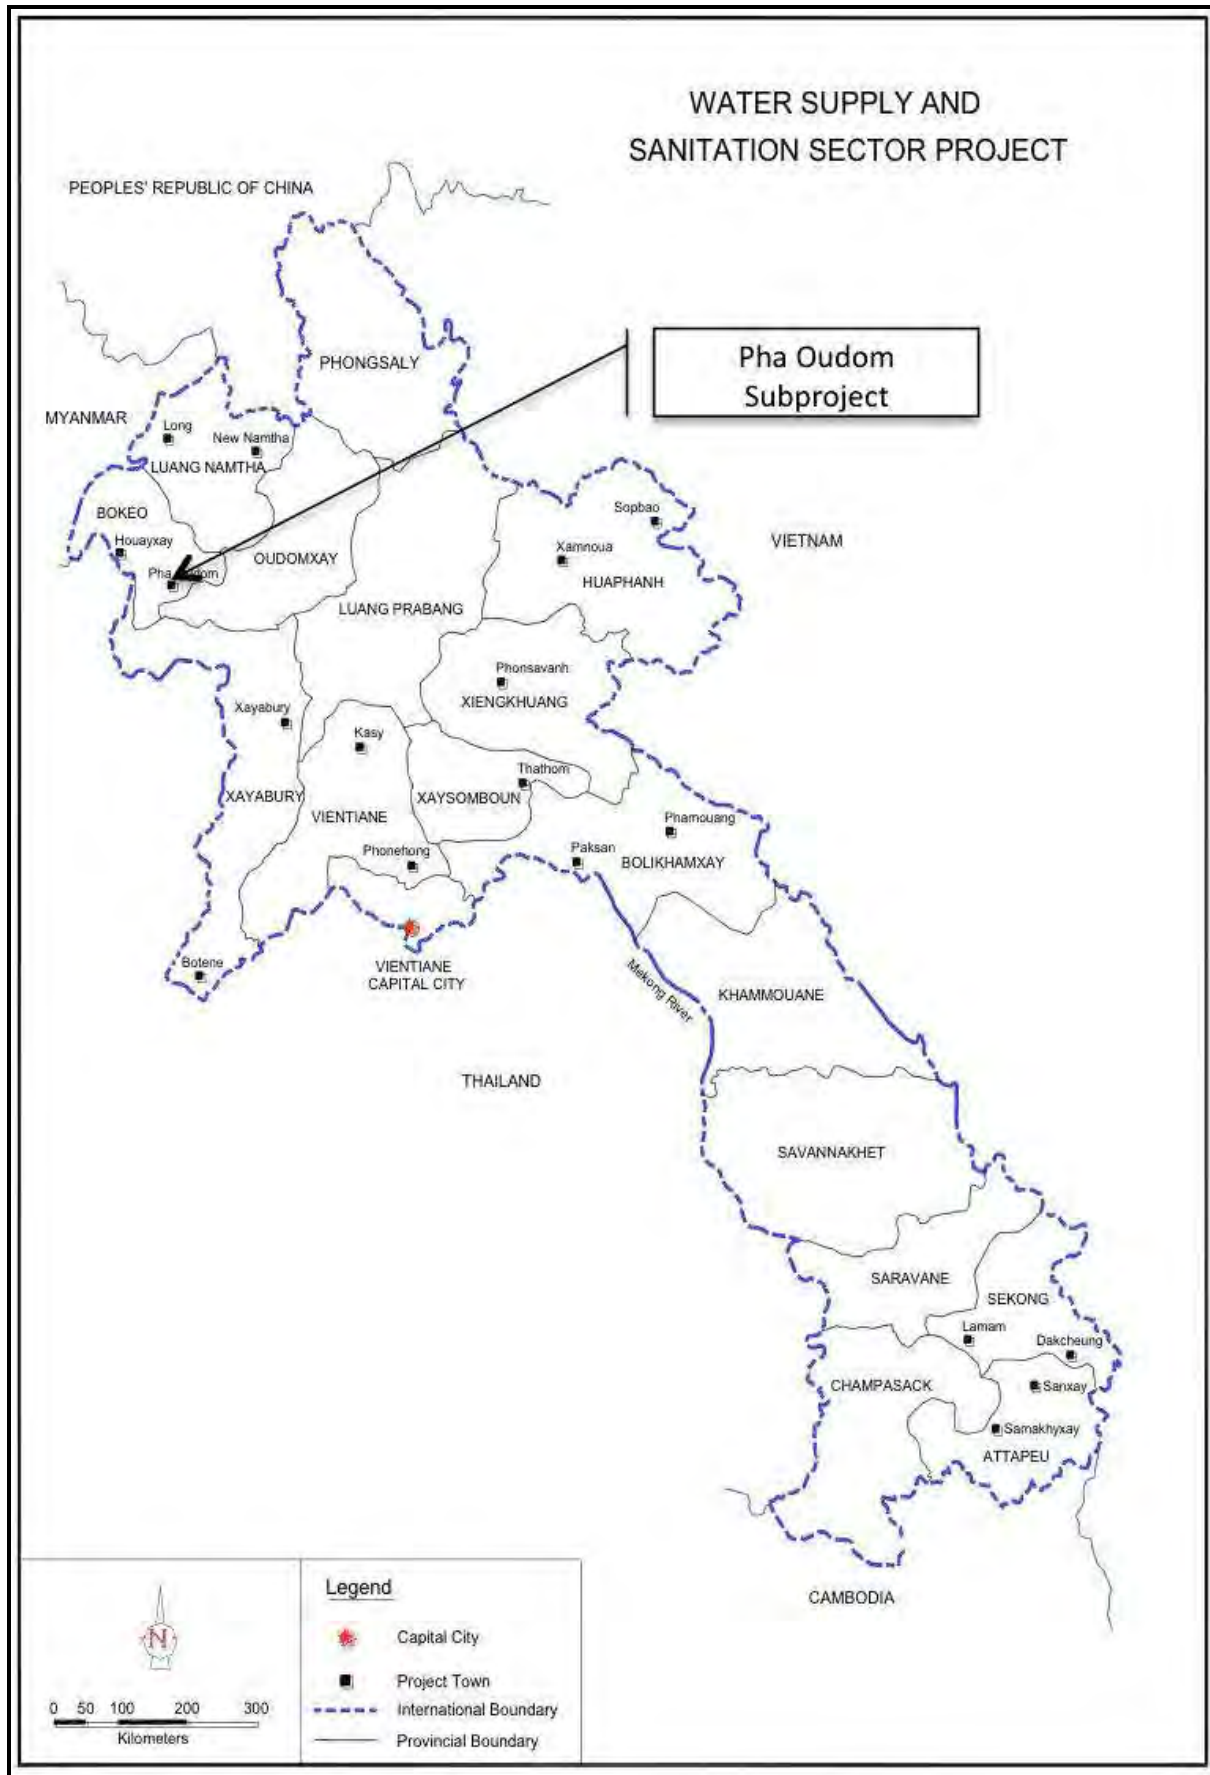 WATER SUPPLY AND
SANITATION SECTOR PROJECT
PEOPLES' REPUBLIC OF CHINA
PHONGSALY
Pha Oudom
Subproject
MYANMAR
Long
New Namtha
LUANG NAMTHA
BOKEO
Sopbao
Houayxay
VIETNAM
Xamnoua
OUDOMXAY
Pha Oudom
HUAPHANH
LUANG PRABANG
Phonsavanh
XIENGKHUANG
Xayabury
Kasy
Thathom
XAYABURY
XAYSOMBOUN
VIENTIANE
Phamouang
Phonehong
Paksan
BOLIKHAMXAY
Botene
VIENTIANE
CAPITAL CITY
Mekong River
KHAMMOUANE
THAILAND
SAVANNAKHET
SARAVANE
SEKONG
Lamam
Dakcheung
CHAMPASACK
Sanxay
Samakhyxay
ATTAPEU
CAMBODIA
Legend
Capital City
Project Town
International Boundary
Provincial Boundary
N
0 50 100 200 300
Kilometers